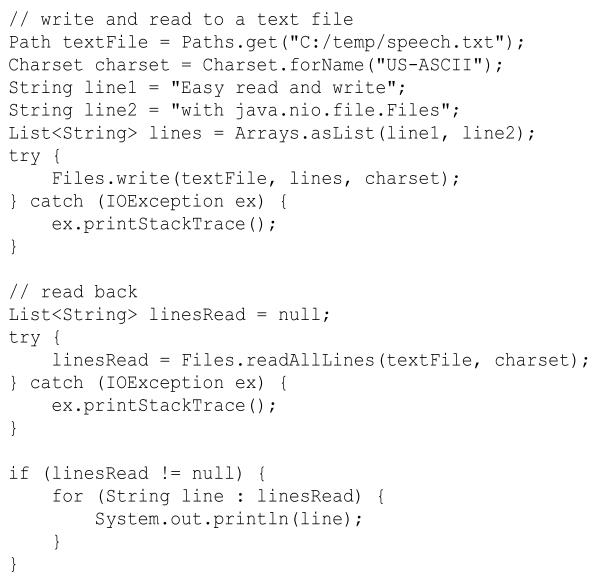 // write and read to a text file
Path textFile = Paths.get("C:/temp/speech.txt");
Charset charset = Charset.forName("US-ASCII");
String line1 = "Easy read and write";
String line2 = "with java.nio.file.Files";
List<String> lines = Arrays.asList(line1, line2);
try {
    Files.write(textFile, lines, charset);
} catch (IOException ex) {
    ex.printStackTrace();
}

// read back
List<String> linesRead = null;
try {
    linesRead = Files.readAllLines(textFile, charset);
} catch (IOException ex) {
    ex.printStackTrace();
}

if (linesRead != null) {
    for (String line : linesRead) {
        System.out.println(line);
    }
}